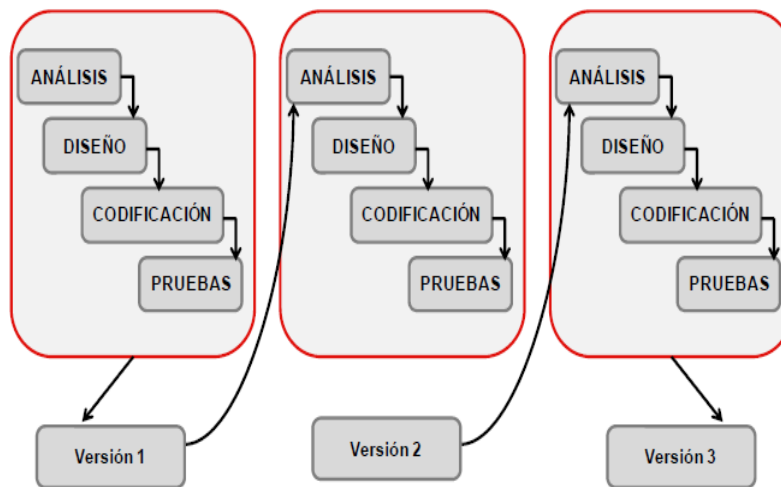 ANÁLISIS
DISEÑO
CODIFICACIÓN
PRUEBAS
ANÁLISIS
DISEÑO
CODIFICACIÓN
PRUEBAS
ANÁLISIS
DISEÑO
CODIFICACIÓN
PRUEBAS
Versión 1
Versión 2
Versión 3